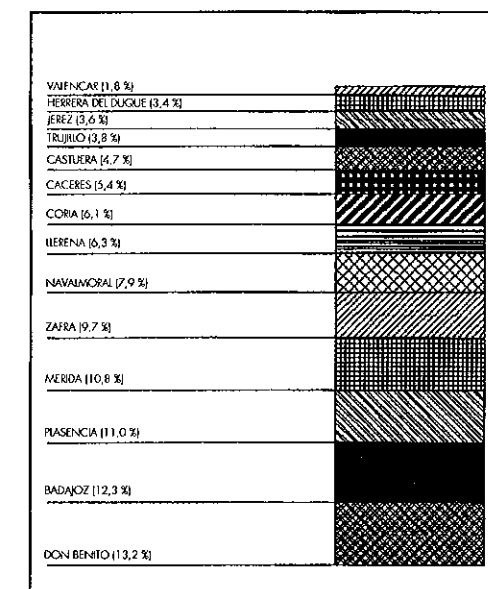 VALENCAR (1,8 %)
HERRERA DEL DUQUE (3,4 %)
JEREZ (3,6 %)
TRUJILLO (3,8 %)
CASTUERA (4,7 %)
CACERES (5,4 %)
CORIA (6,1 %)
LLERENA (6,3 %)
NAVALMORAL (7,9 %)
ZAFRA (9,7 %)
MERIDA (10,8 %)
PLASENCIA (11,0 %)
BADAJOZ (12,3 %)
DON BENITO (13,2 %)